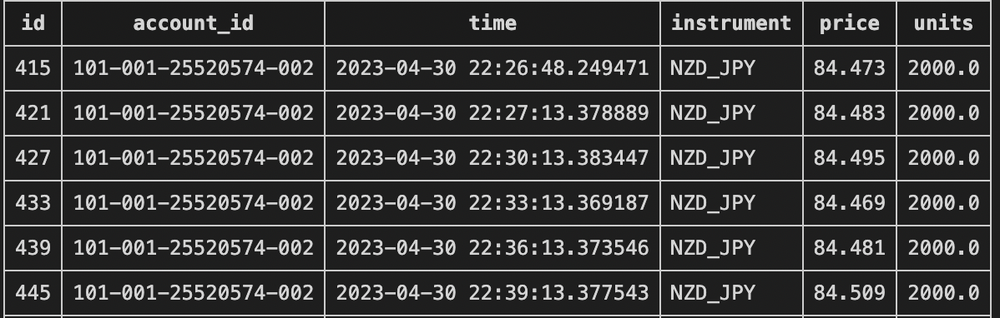 id account_id time instrument price units
415 101-001-25520574-002 2023-04-30 22:26:48.249471 NZD_JPY 84.473 2000.0
421 101-001-25520574-002 2023-04-30 22:27:13.378889 NZD_JPY 84.483 2000.0
427 101-001-25520574-002 2023-04-30 22:30:13.383447 NZD_JPY 84.495 2000.0
433 101-001-25520574-002 2023-04-30 22:33:13.369187 NZD_JPY 84.469 2000.0
439 101-001-25520574-002 2023-04-30 22:36:13.373546 NZD_JPY 84.481 2000.0
445 101-001-25520574-002 2023-04-30 22:39:13.377543 NZD_JPY 84.509 2000.0